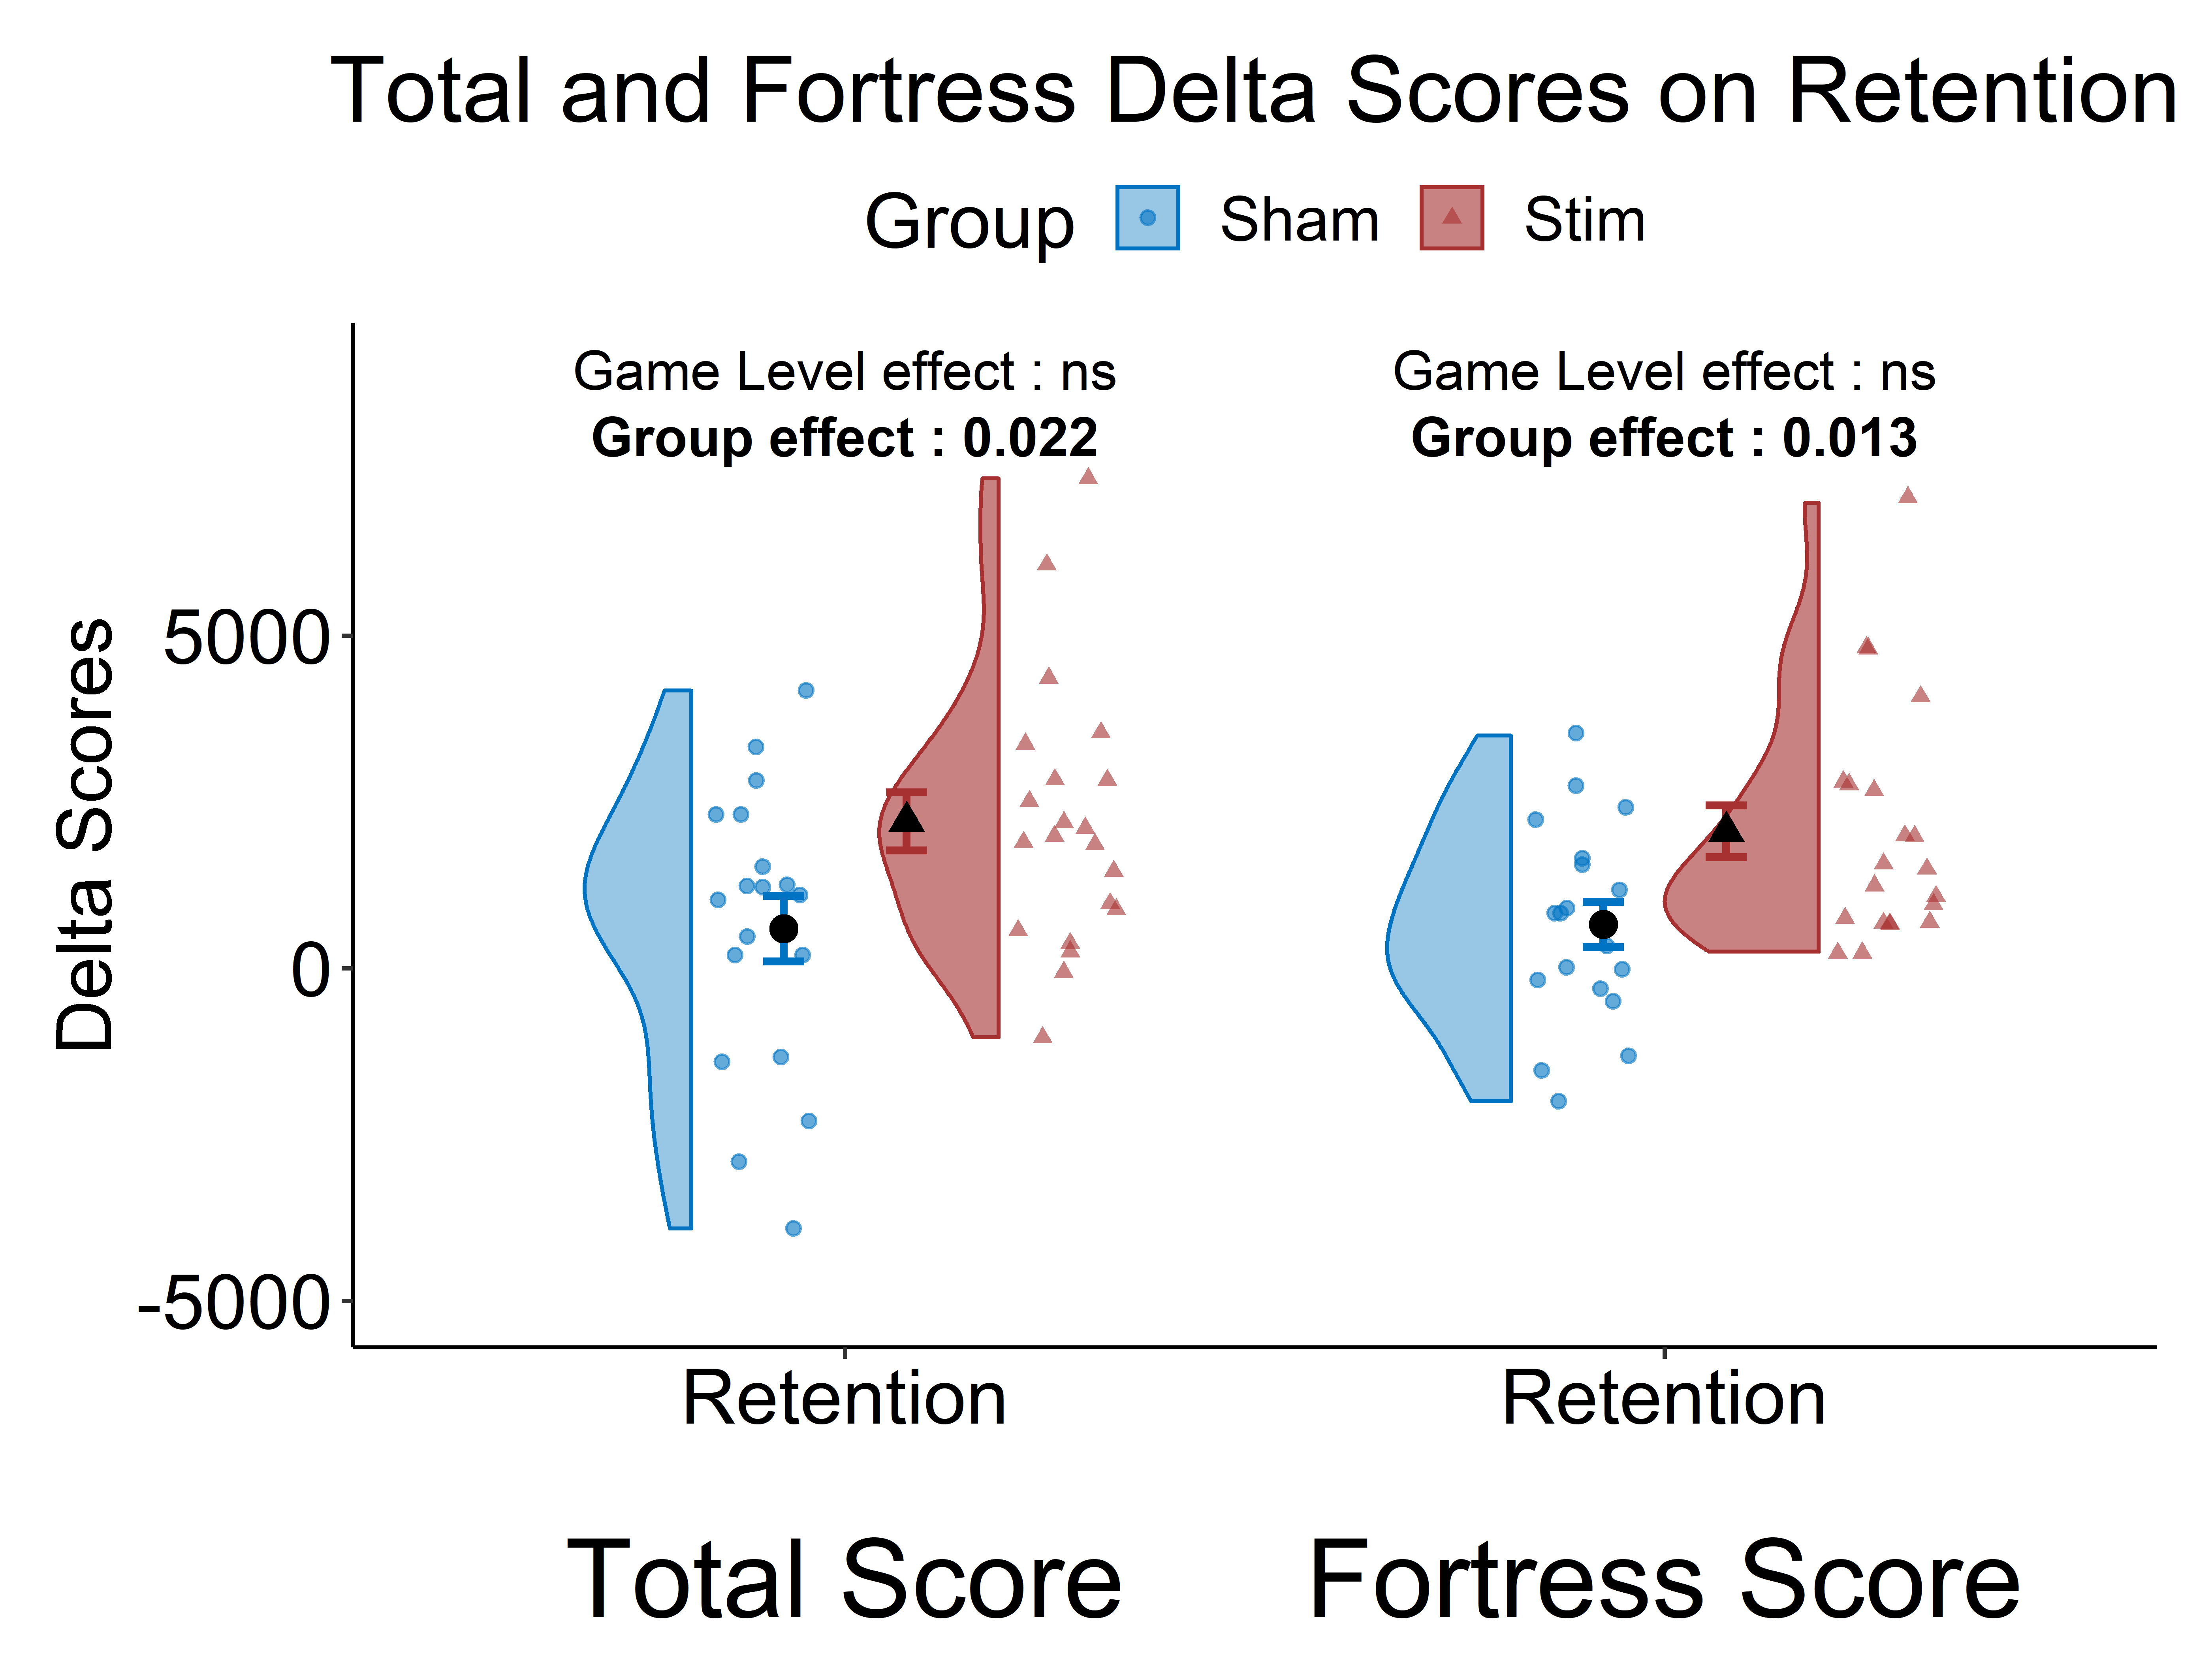 Total and Fortress Delta Scores on Retention
Group Sham Stim
Game Level effect : ns
Group effect : 0.022
Game Level effect : ns
Group effect : 0.013
Delta Scores
5000
0
-5000
Retention
Retention
Total Score
Fortress Score